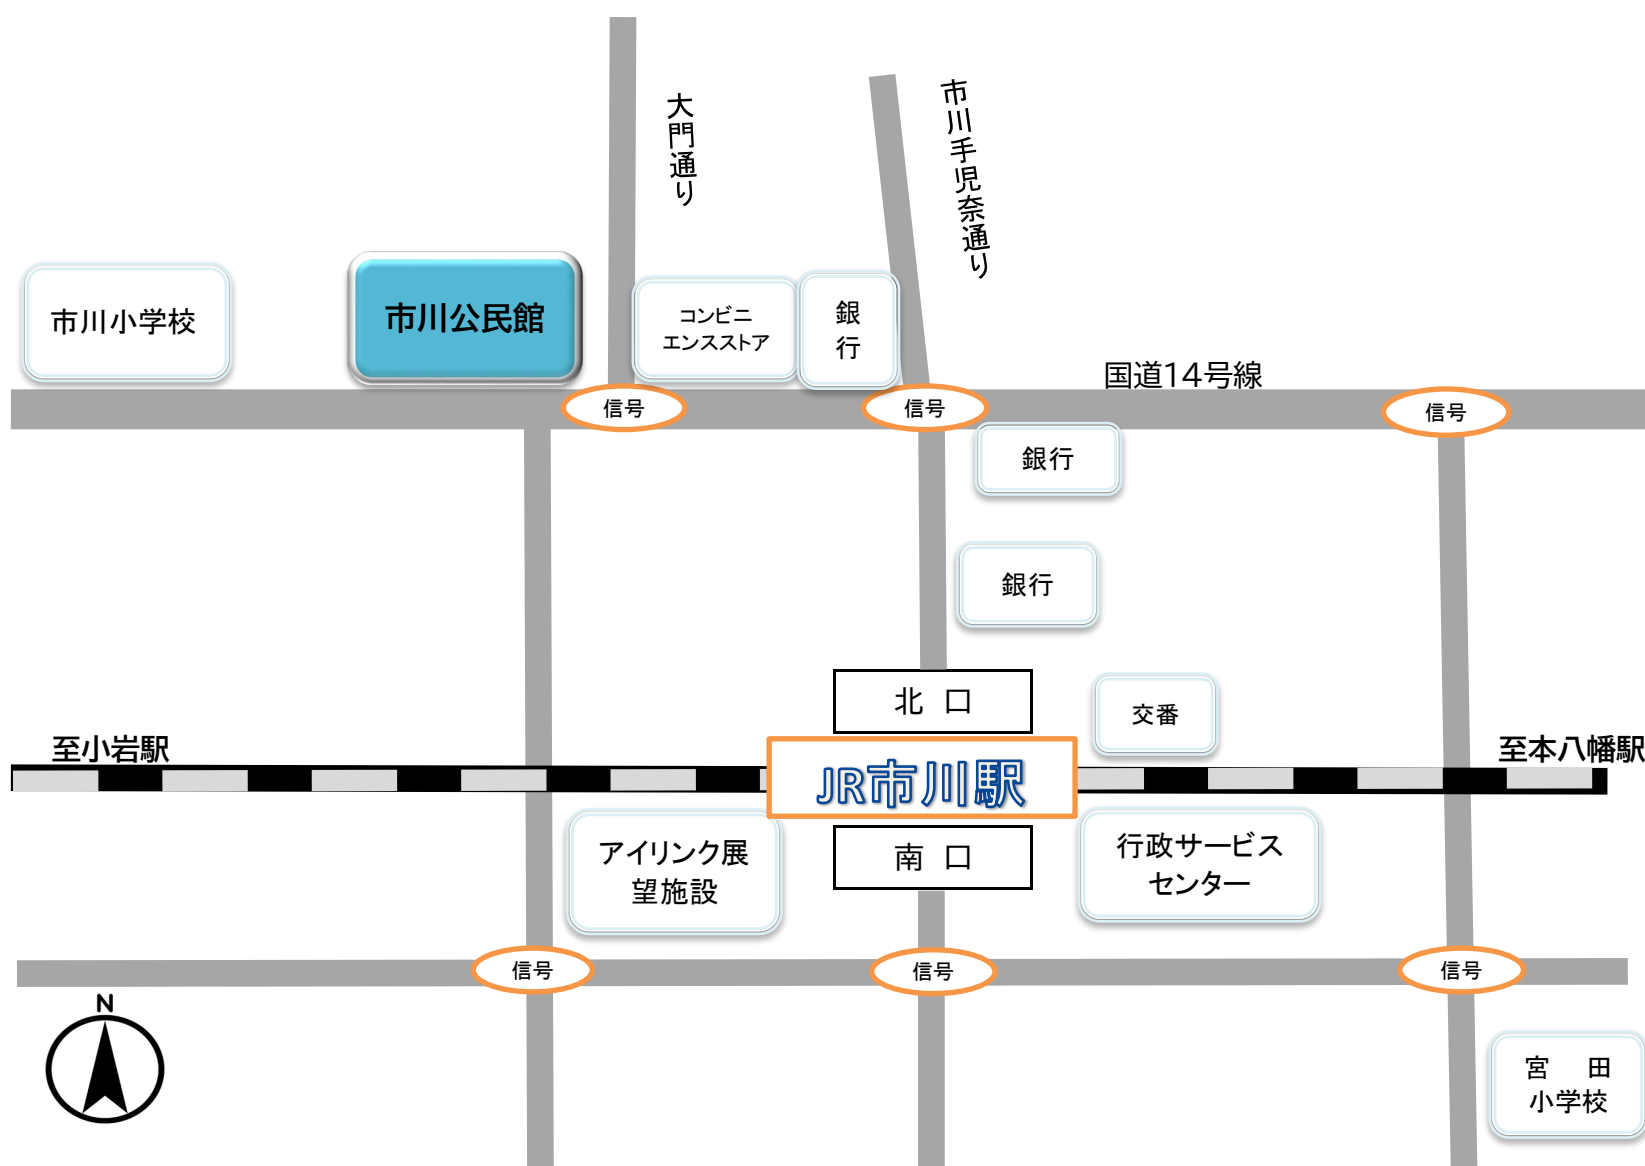 大門通り
市川手児奈通り
市川小学校
市川公民館
コンビニ
エンスストア
銀
行
国道14号線
信号
信号
信号
銀行
銀行
北 口
交番
至小岩駅
至本八幡駅
JR市川駅
アイリンク展
望施設
南 口
行政サービス
センター
信号
信号
信号
N
宮 田
小学校